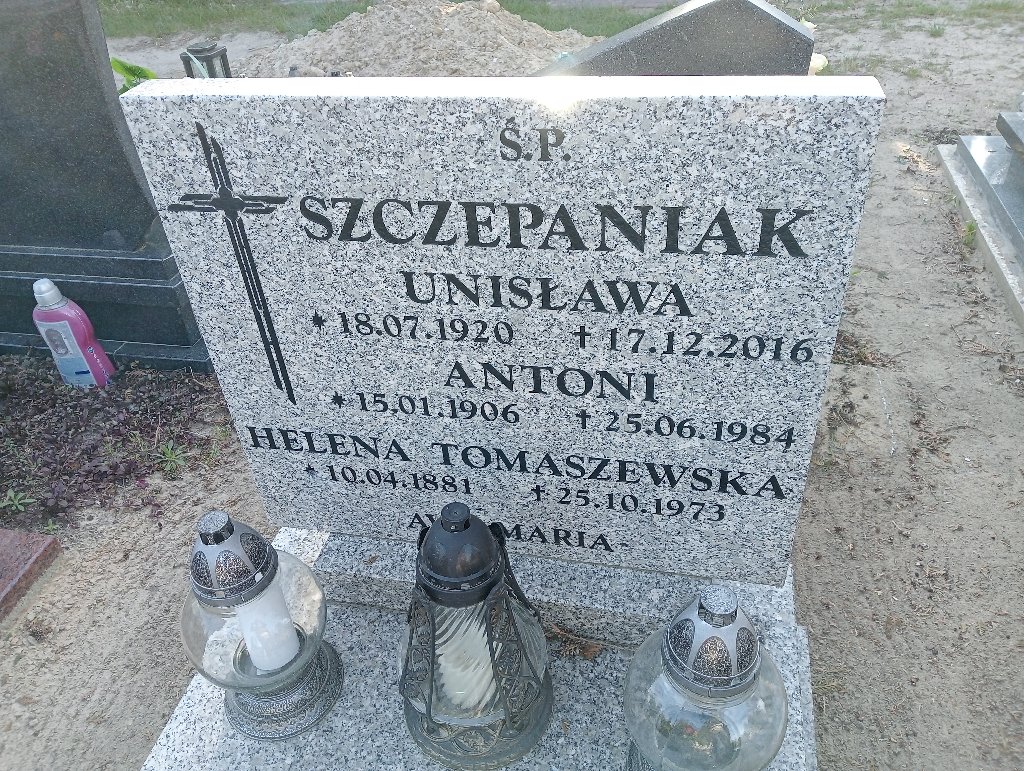 Ś.P.
SZCZEPANIAK
UNISŁAWA
* 18.07.1920 † 17.12.2016
ANTONI
* 15.01.1906 † 25.06.1984
HELENA TOMASZEWSKA
* 10.04.1881 † 25.10.1973
MARIA-